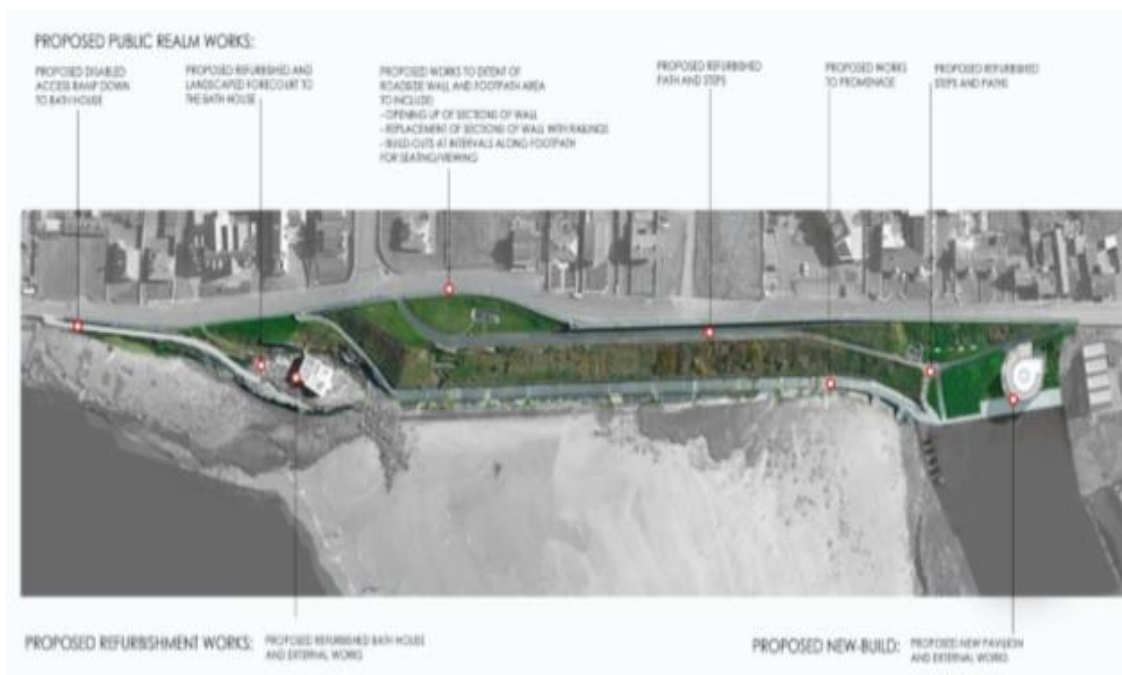 PROPOSED PUBLIC REALM WORKS:
PROPOSED DISABLED
ACCESS RAMP DOWN
TO BATH HOUSE
PROPOSED REFURBISHED AND
LANDSCAPED FORECOURT TO
THE BATH HOUSE
PROPOSED WORKS TO EXTENT OF
ROADSIDE WALL AND FOOTPATH AREA
TO INCLUDE:
- OPENING UP OF SECTIONS OF WALL
- REPLACEMENT OF SECTIONS OF WALL WITH RAILINGS
- BUILD-OUTS AT INTERVALS ALONG FOOTPATH
FOR SEATING/VIEWING
PROPOSED REFURBISHED
PATH AND STEPS
PROPOSED WORKS
TO PROMENADE
PROPOSED REFURBISHED
STEPS AND PATHS
PROPOSED REFURBISHMENT WORKS:
PROPOSED REFURBISHED BATH HOUSE
AND EXTERNAL WORKS
PROPOSED NEW-BUILD:
PROPOSED NEW PAVILION
AND EXTERNAL WORKS